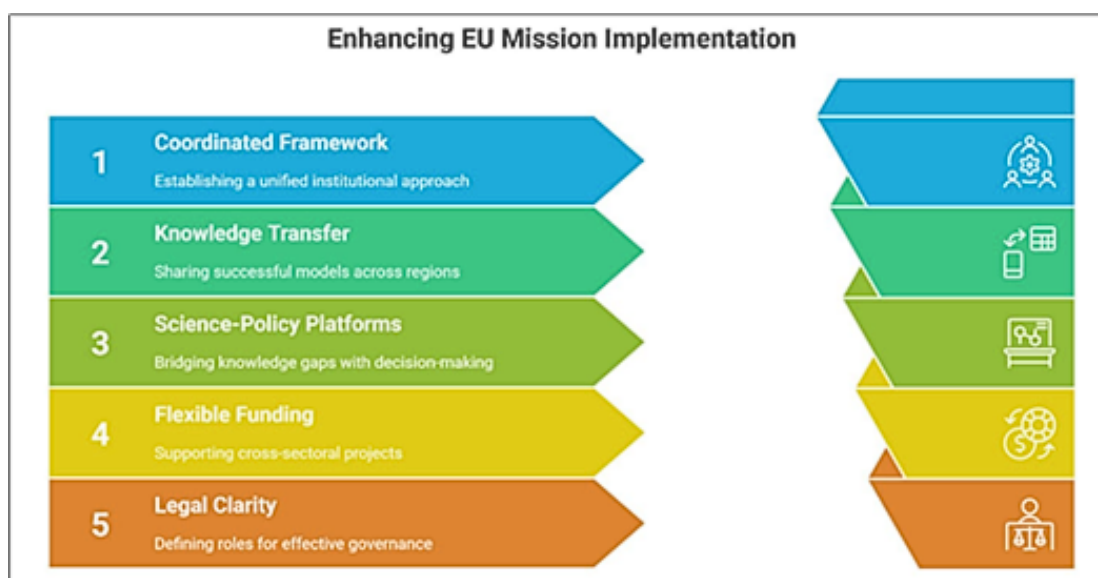 Enhancing EU Mission Implementation
1
Coordinated Framework
Establishing a unified institutional approach
2
Knowledge Transfer
Sharing successful models across regions
3
Science-Policy Platforms
Bridging knowledge gaps with decision-making
4
Flexible Funding
Supporting cross-sectoral projects
5
Legal Clarity
Defining roles for effective governance
$